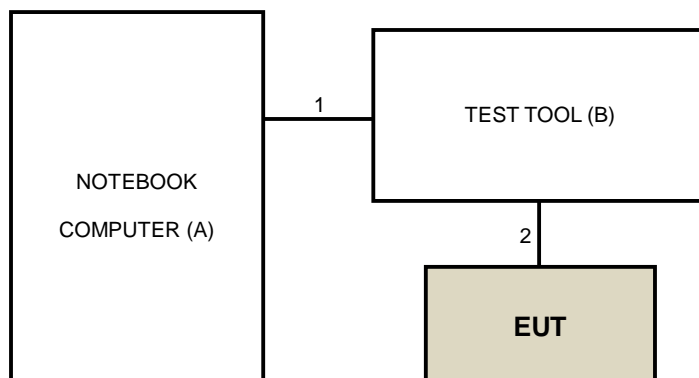 1
TEST TOOL (B)
NOTEBOOK
COMPUTER (A)
2
EUT